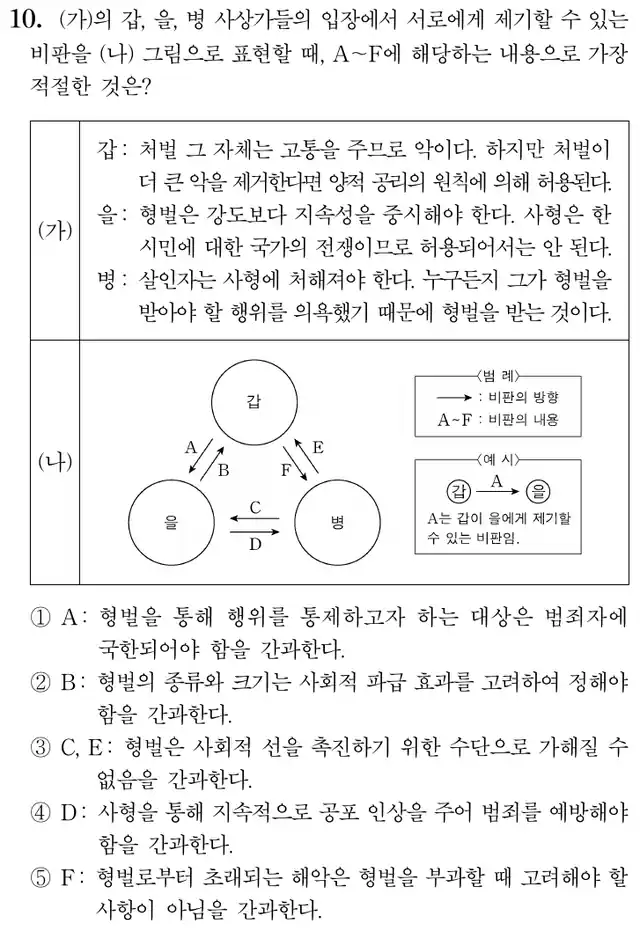 10. (가)의 갑, 을, 병 사상가들의 입장에서 서로에게 제기할 수 있는
비판을 (나) 그림으로 표현할 때, A~F에 해당하는 내용으로 가장
적절한 것은?
(가)
갑 : 처벌 그 자체는 고통을 주므로 악이다. 하지만 처벌이
더 큰 악을 제거한다면 양적 공리의 원칙에 의해 허용된다.
을 : 형벌은 강도보다 지속성을 중시해야 한다. 사형은 한
시민에 대한 국가의 전쟁이므로 허용되어서는 안 된다.
병 : 살인자는 사형에 처해져야 한다. 누구든지 그가 형벌을
받아야 할 행위를 의욕했기 때문에 형벌을 받는 것이다.
(나)
갑
A
B
E
F
을
C
D
병
<범 례>
→ : 비판의 방향
A~F : 비판의 내용
<예 시>
갑 A 을
A는 갑이 을에게 제기할
수 있는 비판임.
① A : 형벌을 통해 행위를 통제하고자 하는 대상은 범죄자에
국한되어야 함을 간과한다.
② B : 형벌의 종류와 크기는 사회적 파급 효과를 고려하여 정해야
함을 간과한다.
③ C, E : 형벌은 사회적 선을 촉진하기 위한 수단으로 가해질 수
없음을 간과한다.
④ D : 사형을 통해 지속적으로 공포 인상을 주어 범죄를 예방해야
함을 간과한다.
⑤ F : 형벌로부터 초래되는 해악은 형벌을 부과할 때 고려해야 할
사항이 아님을 간과한다.